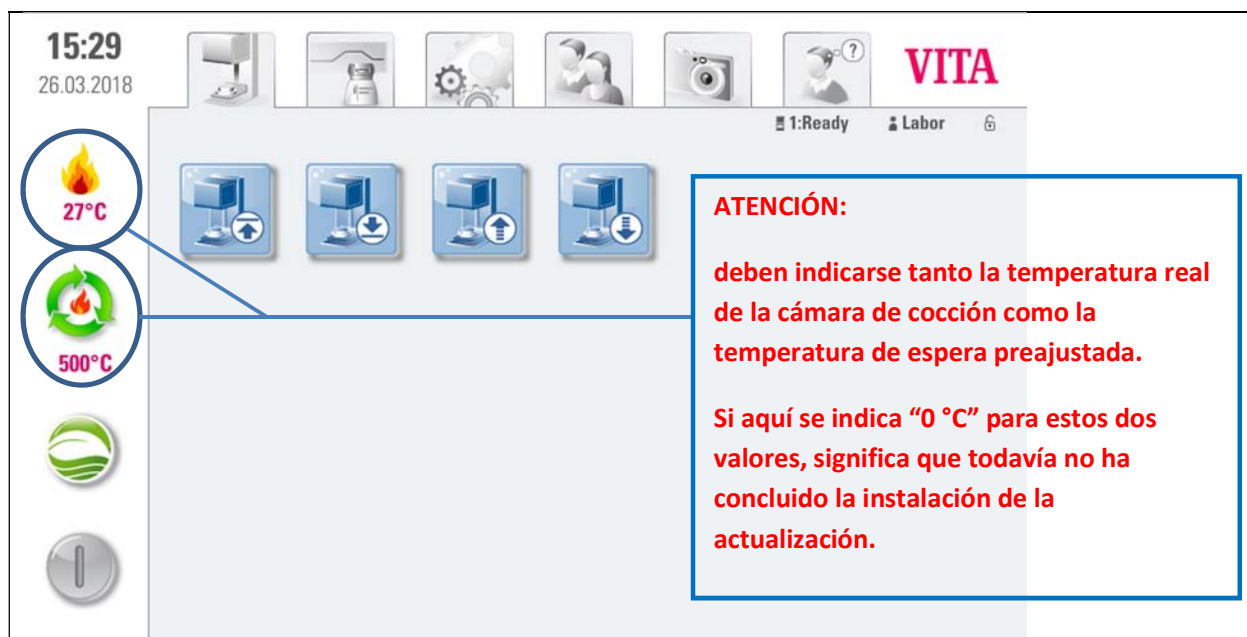 15:29
26.03.2018
?
VITA
1:Ready
Labor
27°C
500°C
ATENCIÓN:
deben indicarse tanto la temperatura real
de la cámara de cocción como la
temperatura de espera preajustada.
Si aquí se indica “0 °C” para estos dos
valores, significa que todavía no ha
concluido la instalación de la
actualización.